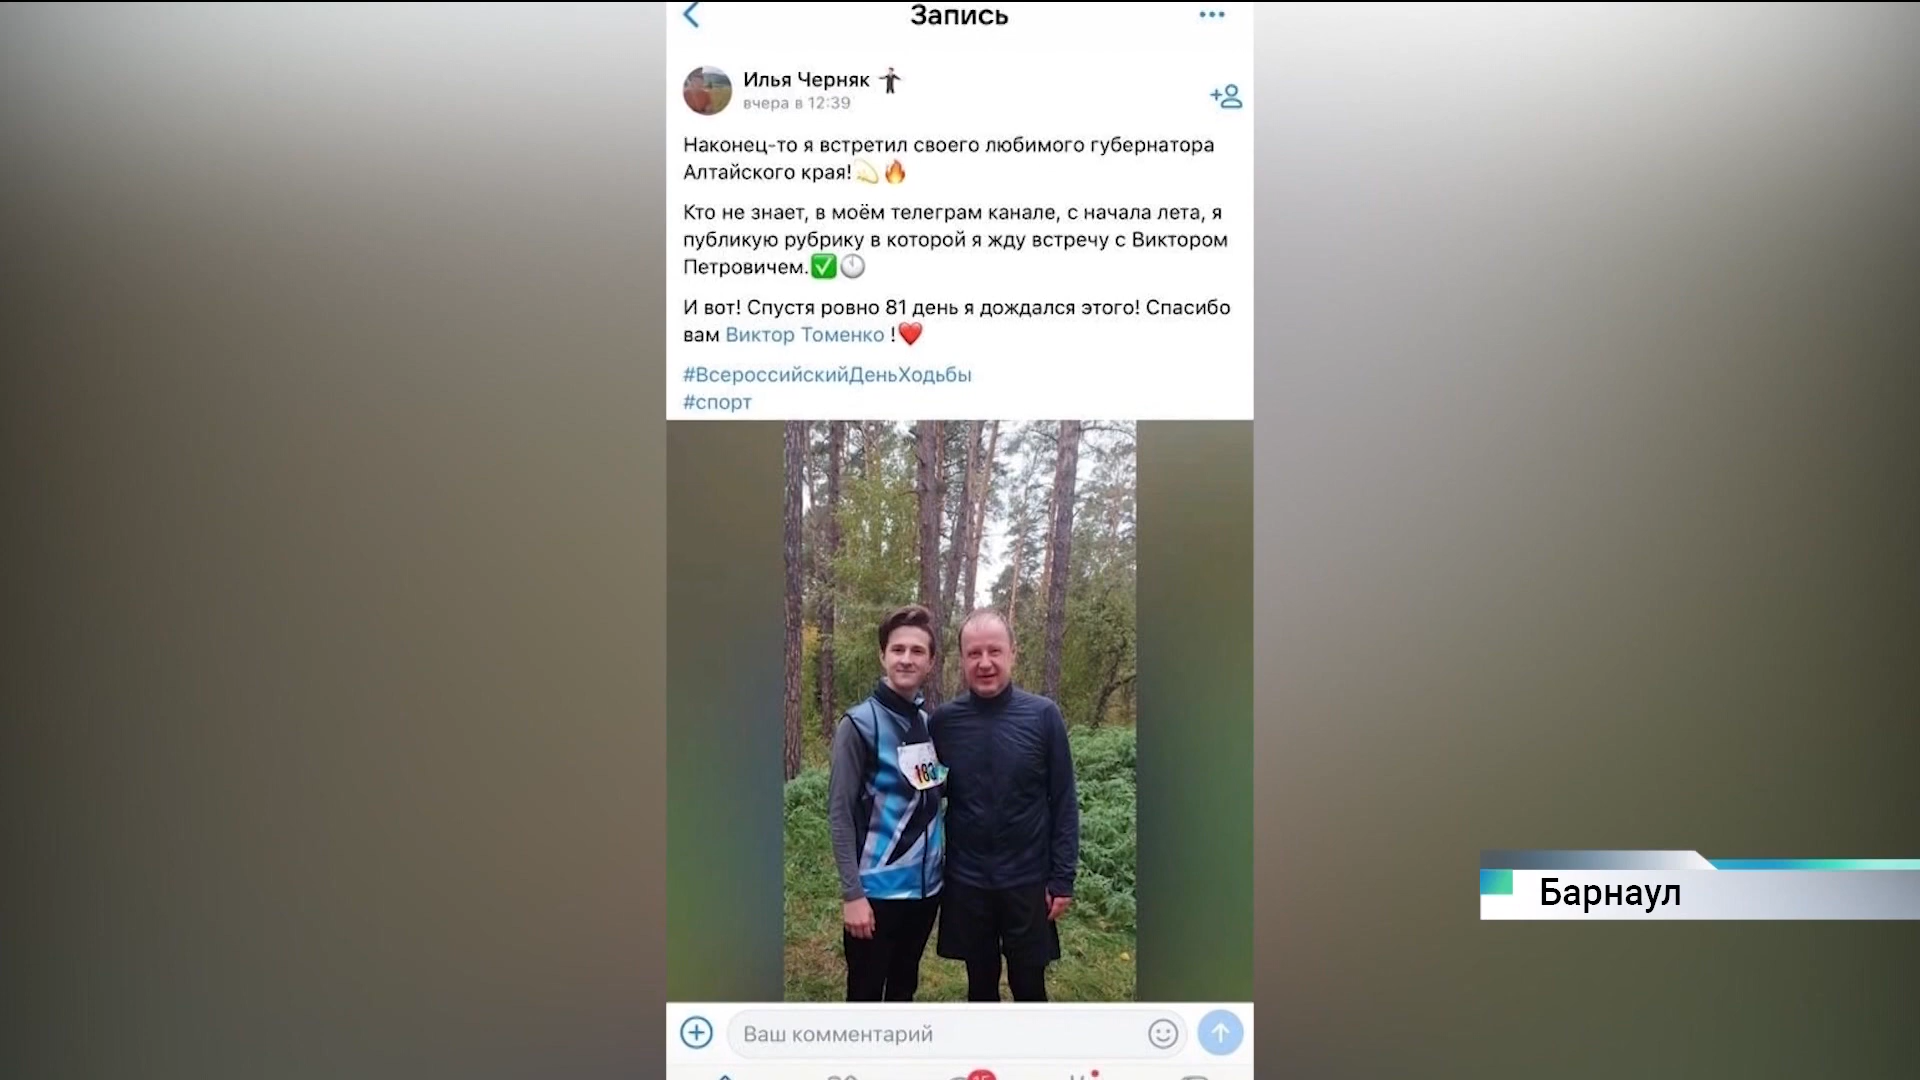 Запись
Илья Черняк
вчера в 12:39
Наконец-то я встретил своего любимого губернатора
Алтайского края!💫🔥
Кто не знает, в моём телеграм канале, с начала лета, я
публикую рубрику в которой я жду встречу с Виктором
Петровичем.✅🕛
И вот! Спустя ровно 81 день я дождался этого! Спасибо
вам Виктор Томенко !❤️
#ВсероссийскийДеньХодьбы
#спорт
183
Барнаул
Ваш комментарий